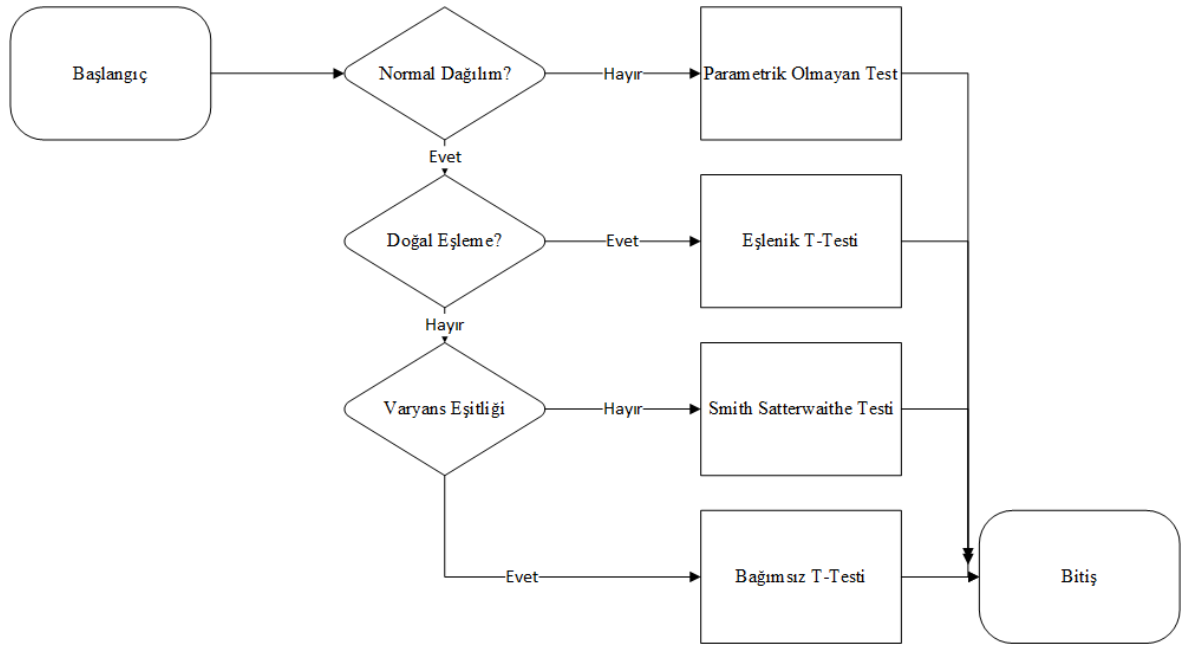 Başlangıç
Normal Dağılım?
Hayır
Parametrik Olmayan Test
Evet
Doğal Eşleme?
Evet
Eşlenik T-Testi
Hayır
Varyans Eşitliği
Hayır
Smith Satterwaithe Testi
Evet
Bağımsız T-Testi
Bitiş